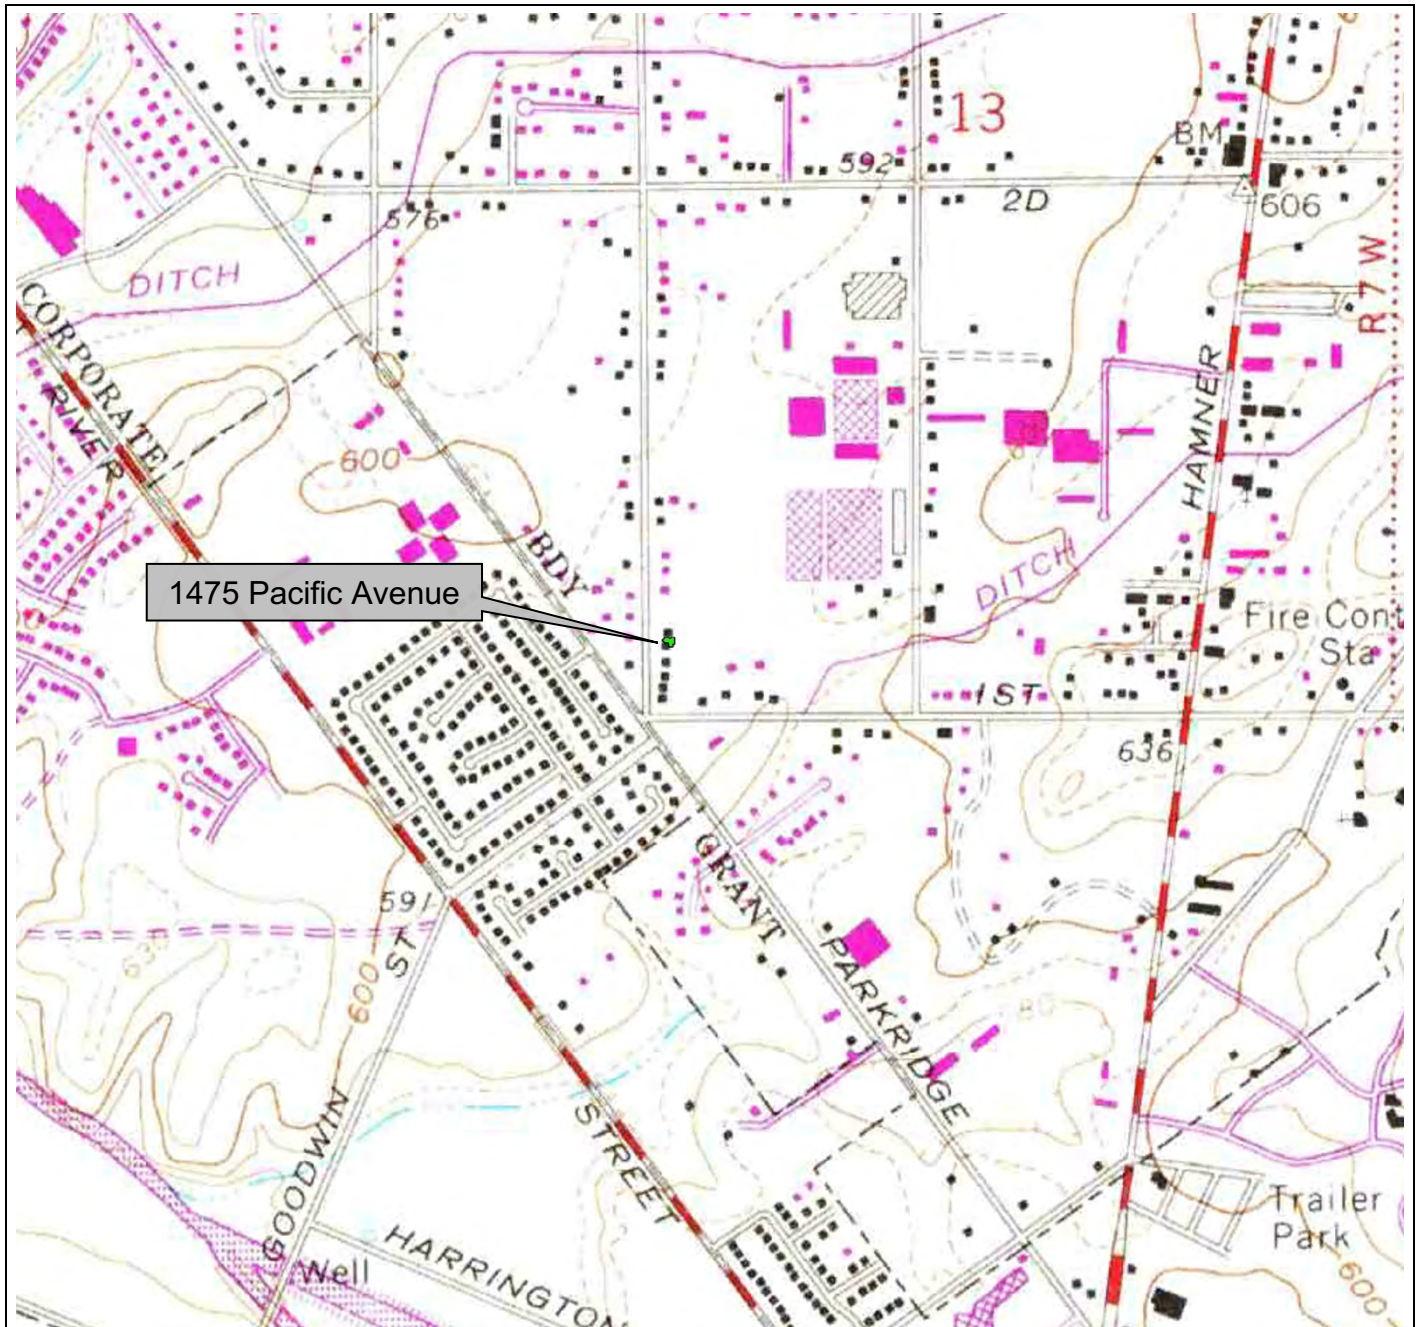 13
BM
592
2D
606
576
DITCH
R 7 W
CORPORATE
RIVER
HAMNER
600
BDY
DITCH
1475 Pacific Avenue
Fire Cont
Sta
1ST
636
GRANT
591
ST
630
600
PARKRIDGE
GOODWIN
STREET
Trailer
Park
HARRINGTON
Well
600